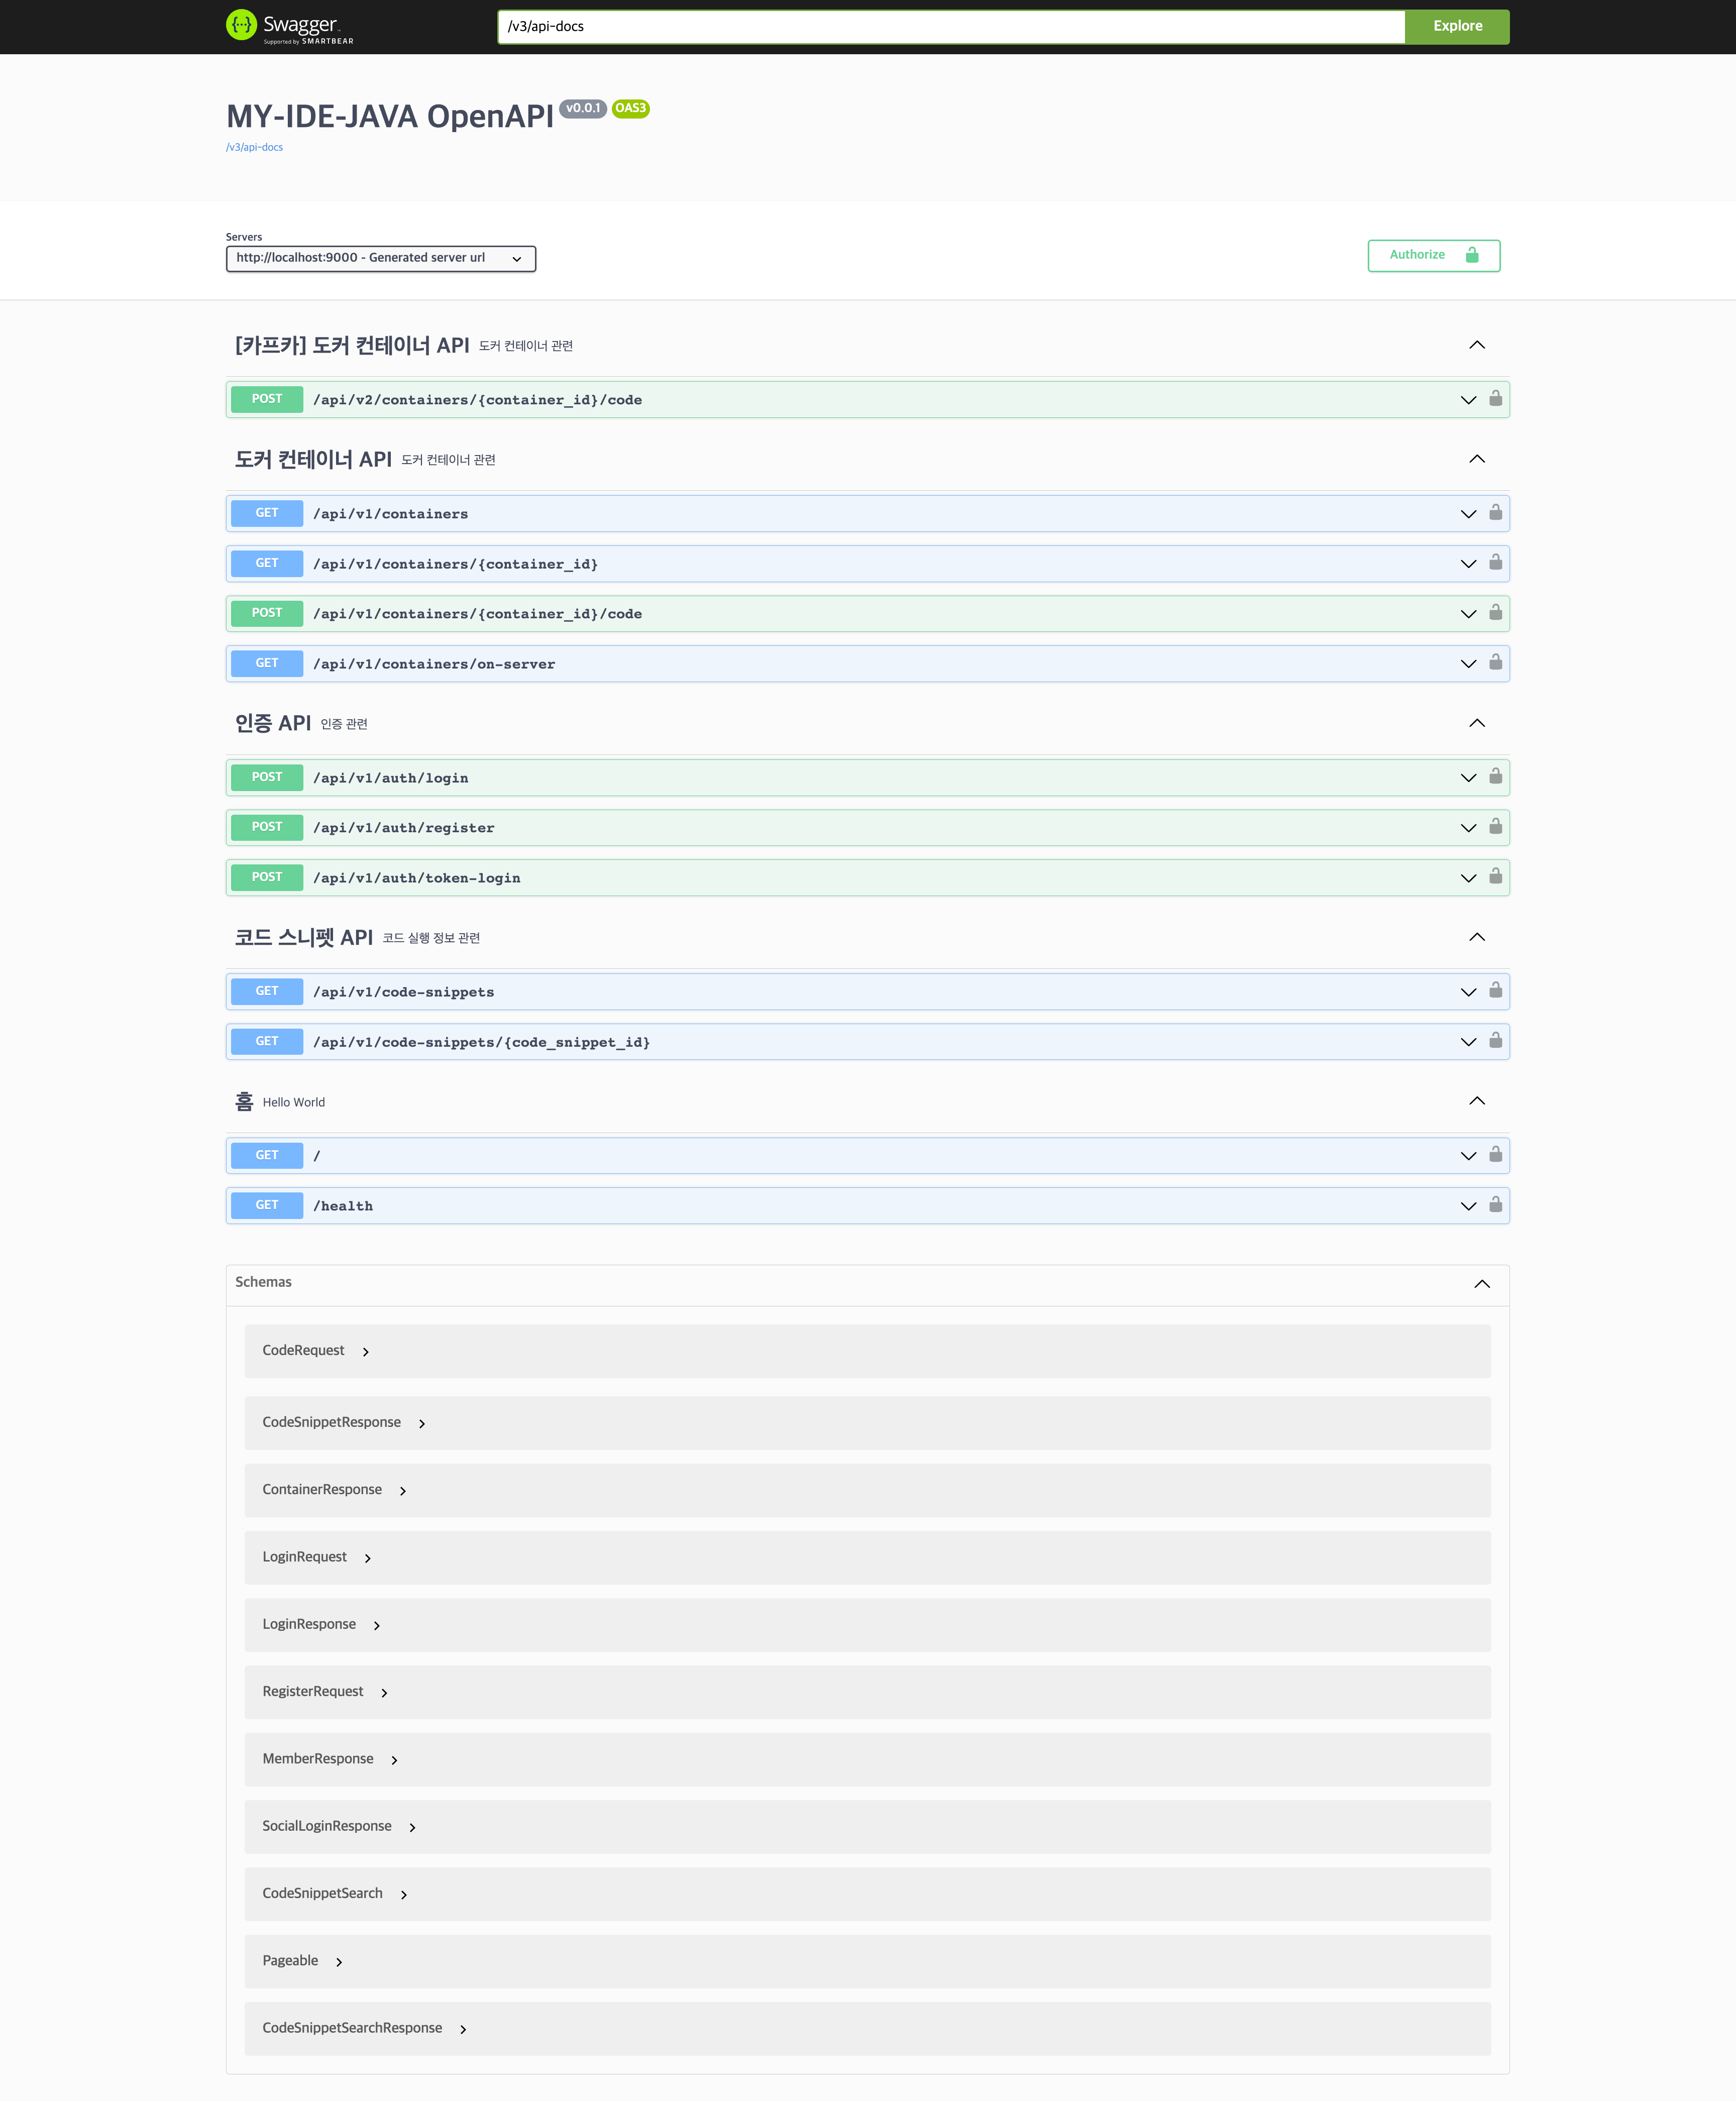 Swagger
Supported by SMARTBEAR
/v3/api-docs
Explore
MY-IDE-JAVA OpenAPI v0.0.1 OAS3
/v3/api-docs
Servers
http://localhost:9000 - Generated server url
Authorize
[카프카] 도커 컨테이너 API 도커 컨테이너 관련
POST /api/v2/containers/{container_id}/code
도커 컨테이너 API 도커 컨테이너 관련
GET /api/v1/containers
GET /api/v1/containers/{container_id}
POST /api/v1/containers/{container_id}/code
GET /api/v1/containers/on-server
인증 API 인증 관련
POST /api/v1/auth/login
POST /api/v1/auth/register
POST /api/v1/auth/token-login
코드 스니펫 API 코드 실행 정보 관련
GET /api/v1/code-snippets
GET /api/v1/code-snippets/{code_snippet_id}
홈 Hello World
GET /
GET /health
Schemas
CodeRequest
CodeSnippetResponse
ContainerResponse
LoginRequest
LoginResponse
RegisterRequest
MemberResponse
SocialLoginResponse
CodeSnippetSearch
Pageable
CodeSnippetSearchResponse